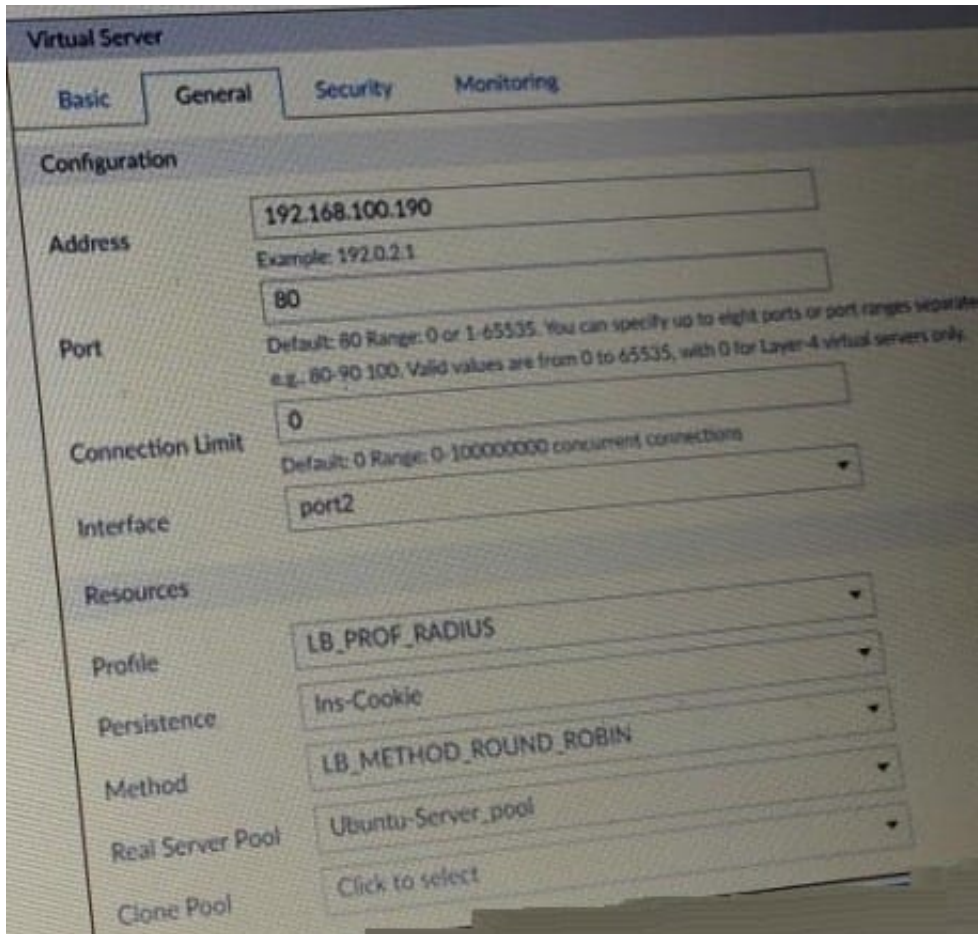 Virtual Server
Basic General Security Monitoring
Configuration
Address 192.168.100.190
Example: 192.0.2.1
Port 80
Default: 80 Range: 0 or 1-65535. You can specify up to eight ports or port ranges separate
e.g., 80-90 100. Valid values are from 0 to 65535, with 0 for Layer-4 virtual servers only.
Connection Limit 0
Default: 0 Range: 0-100000000 concurrent connections
Interface port2
Resources
Profile LB_PROF_RADIUS
Persistence Ins-Cookie
Method LB_METHOD_ROUND_ROBIN
Real Server Pool Ubuntu-Server_pool
Clone Pool Click to select